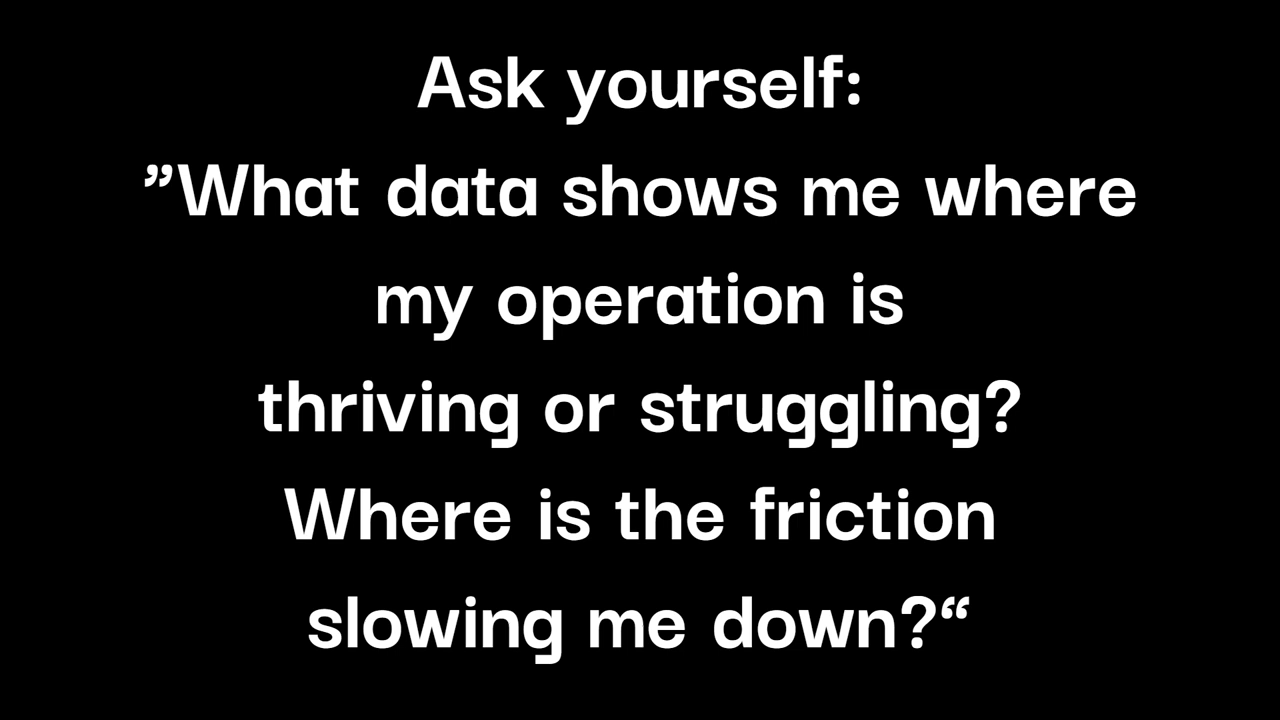 Ask yourself:
”What data shows me where
my operation is
thriving or struggling?
Where is the friction
slowing me down?“